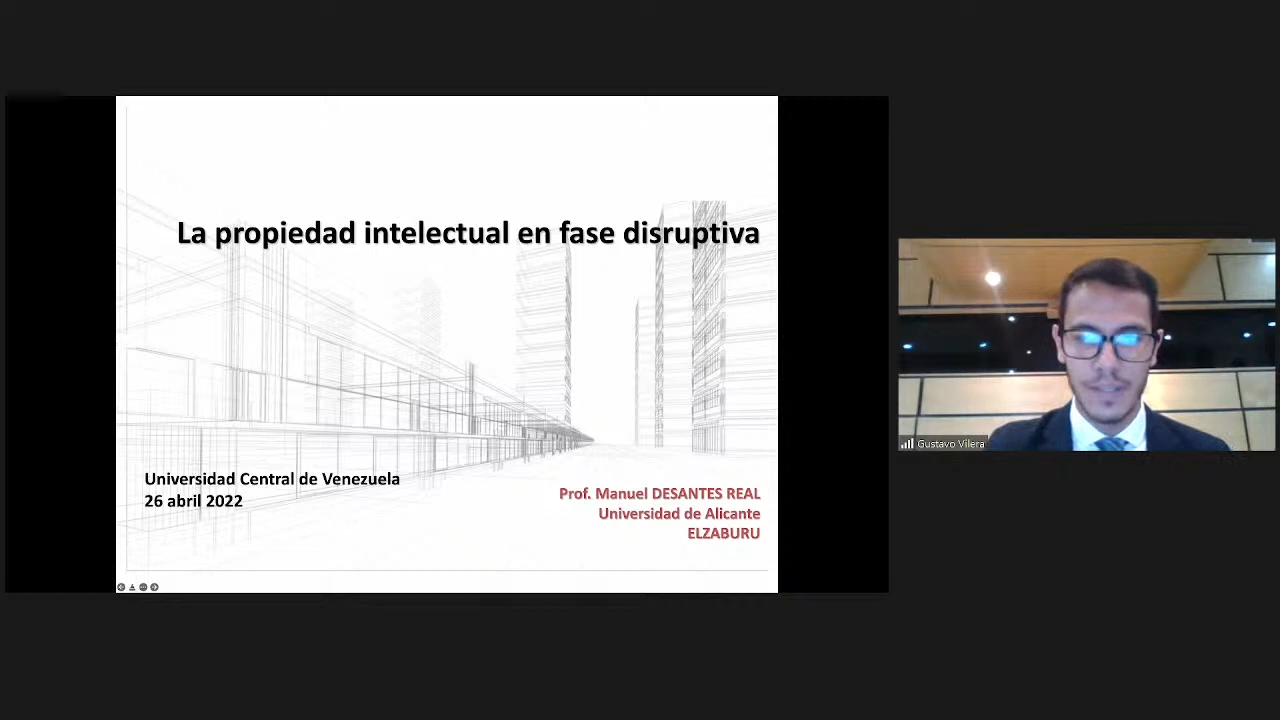 La propiedad intelectual en fase disruptiva
Universidad Central de Venezuela
26 abril 2022
Prof. Manuel DESANTES REAL
Universidad de Alicante
ELZABURU
Gustavo Vilera